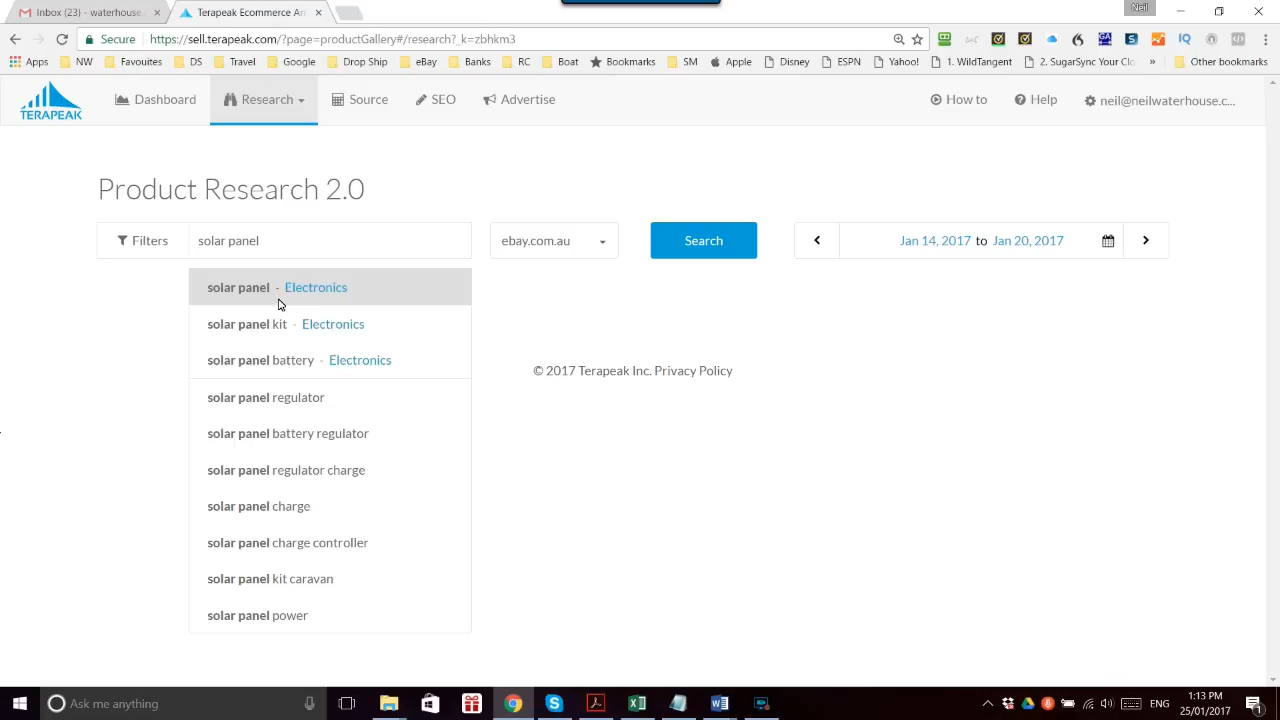 Inbox (23) - waterhouse.
Terapeak Ecommerce An
Neil
Secure
https://sell.terapeak.com/?page=productGallery#/research?_k=zbhkm3
Apps
NW
Favouites
DS
Travel
Google
Drop Ship
eBay
Banks
RC
Boat
Bookmarks
SM
Apple
Disney
ESPN
Yahoo!
1. WildTangent
2. SugarSync Your Clo
»
Other bookmarks
TERAPEAK
Dashboard
Research
Source
SEO
Advertise
How to
Help
neil@neilwaterhouse.c...
Product Research 2.0
Filters
solar panel
ebay.com.au
Search
Jan 14, 2017 to Jan 20, 2017
solar panel - Electronics
solar panel kit - Electronics
solar panel battery - Electronics
© 2017 Terapeak Inc. Privacy Policy
solar panel regulator
solar panel battery regulator
solar panel regulator charge
solar panel charge
solar panel charge controller
solar panel kit caravan
solar panel power
Ask me anything
ENG
1:13 PM
25/01/2017